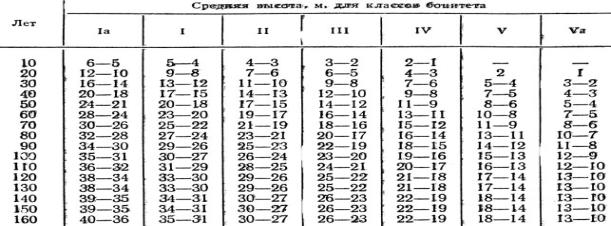 Средняя высота, м, для классов бонитета
Лет Iа I II III IV V Vа
10 6—5 5—4 4—3 3—2 2—1 — —
20 12—10 9—8 7—6 6—5 4—3 2 1
30 16—14 13—12 11—10 9—8 7—6 5—4 3—2
40 20—18 17—15 14—13 12—10 9—8 7—5 4—3
50 24—21 20—18 17—15 14—12 11—9 8—6 5—4
60 28—24 23—20 19—17 16—14 13—11 10—8 7—5
70 30—26 25—22 21—19 18—16 15—12 11—9 8—6
80 32—28 27—24 23—21 20—17 16—14 13—11 10—7
90 34—30 29—26 25—23 22—19 18—15 14—12 11—8
100 35—31 30—27 26—24 23—20 19—16 15—13 12—9
110 36—32 31—29 28—25 24—21 20—17 16—13 12—10
120 38—34 33—30 29—26 25—22 21—18 17—14 13—10
130 38—34 33—30 29—26 25—22 21—18 17—14 13—10
140 39—35 34—31 30—27 26—23 22—19 18—14 13—10
150 39—35 34—31 30—27 26—23 22—19 18—14 13—10
160 40—36 35—31 30—27 26—23 22—19 18—14 13—10